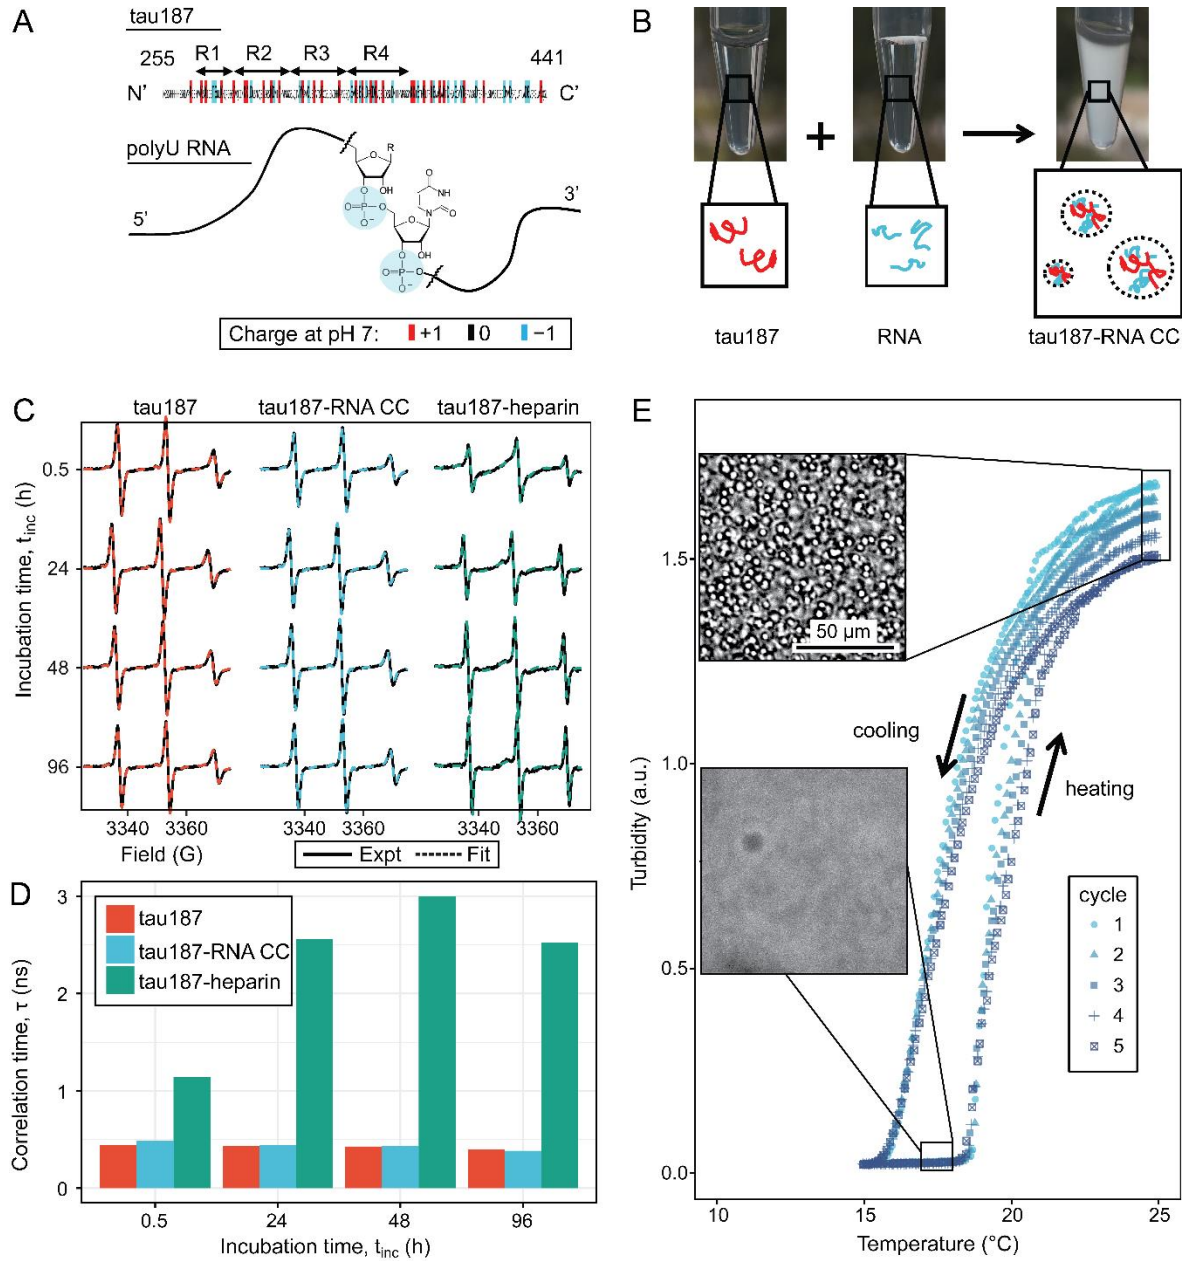 A
tau187
255 R1 R2 R3 R4 441
N' C'
polyU RNA
5'
3'
R
O
O
OH
O
O=P–O
O⁻
O
NH
N
O
O
O
OH
O
O=P–O
O⁻
Charge at pH 7: +1 0 −1
B
+
tau187 RNA tau187-RNA CC
C
tau187 tau187-RNA CC tau187-heparin
Incubation time, tinc (h)
0.5
24
48
96
3340 3360 3340 3360 3340 3360
Field (G)
Expt Fit
D
Correlation time, τ (ns)
3
2
1
0
tau187
tau187-RNA CC
tau187-heparin
0.5 24 48 96
Incubation time, tinc (h)
E
Turbidity (a.u.)
1.5
1.0
0.5
0.0
50 µm
cooling
heating
cycle
1
2
3
4
5
10 15 20 25
Temperature (°C)